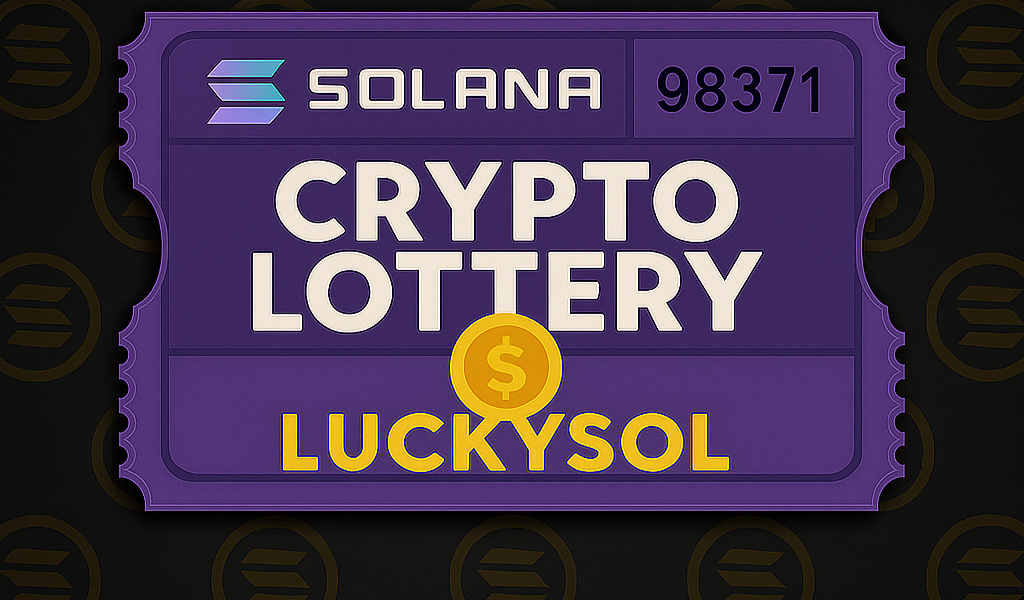 SOLANA
98371
CRYPTO
LOTTERY
$
LUCKYSOL